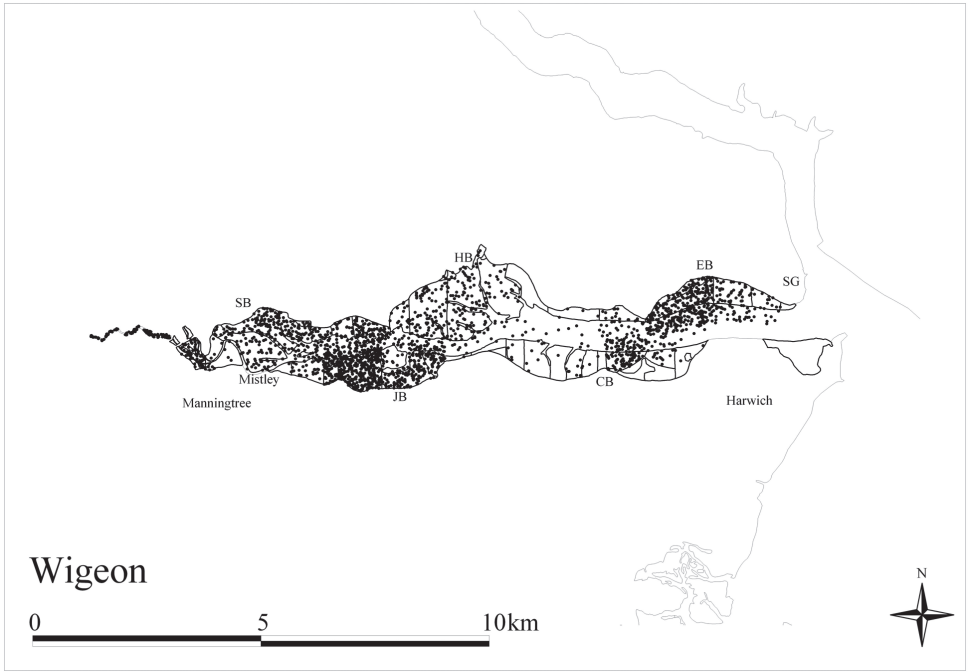 HB
EB
SG
SB
Mistley
JB
CB
Manningtree
Harwich
Wigeon
N
0 5 10km